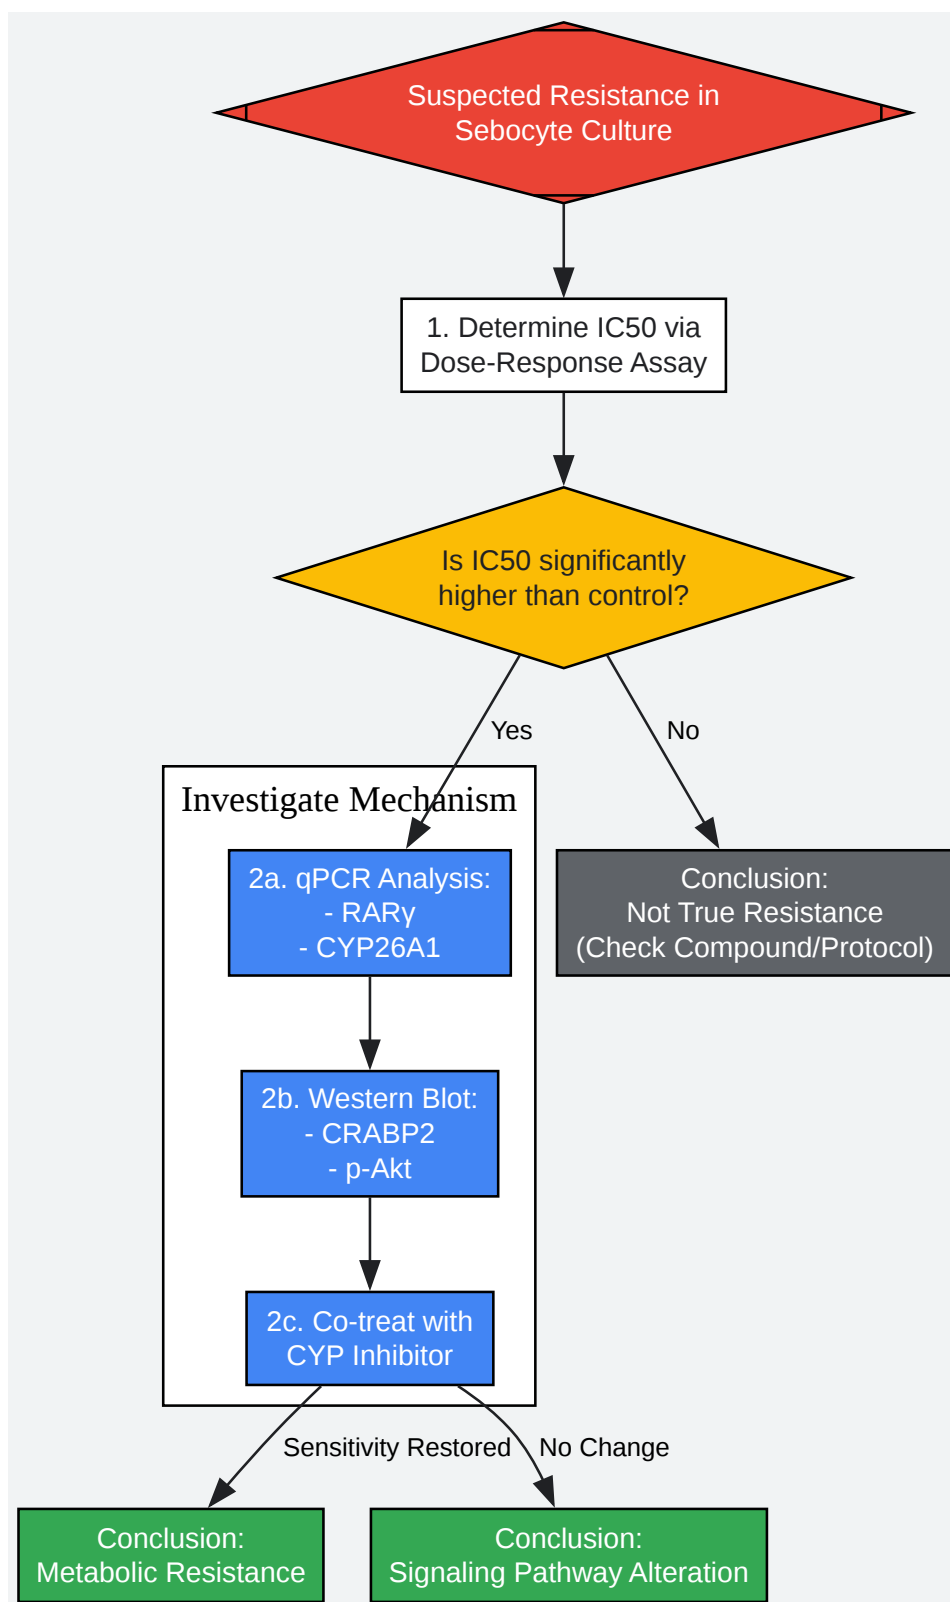 Suspected Resistance in
Sebocyte Culture
1. Determine IC50 via
Dose-Response Assay
Is IC50 significantly
higher than control?
Yes
No
Investigate Mechanism
2a. qPCR Analysis:
- RARγ
- CYP26A1
Conclusion:
Not True Resistance
(Check Compound/Protocol)
2b. Western Blot:
- CRABP2
- p-Akt
2c. Co-treat with
CYP Inhibitor
Sensitivity Restored
No Change
Conclusion:
Metabolic Resistance
Conclusion:
Signaling Pathway Alteration